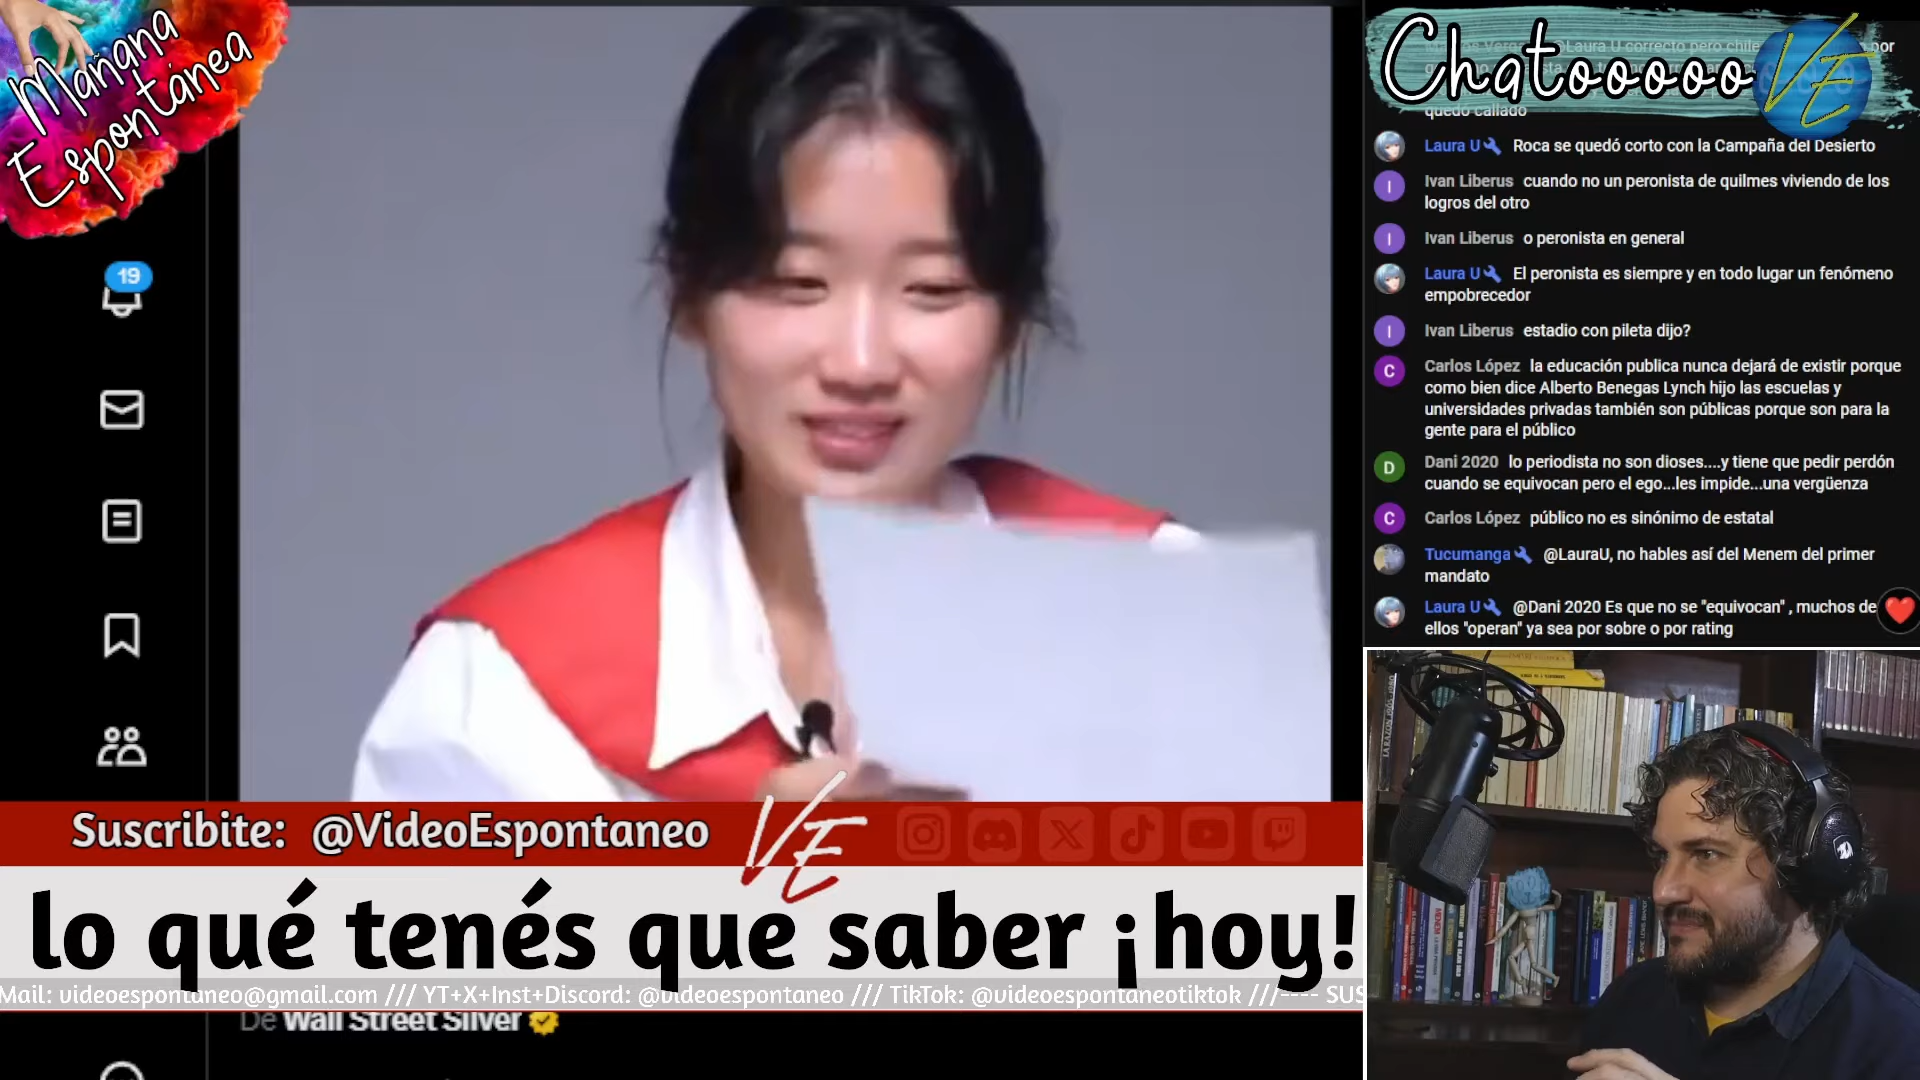 Mañana
Espontánea
19
Chatooooo
VE
@Laura U correcto pero chile
por
quedó callado
Laura U Roca se quedó corto con la Campaña del Desierto
Ivan Liberus cuando no un peronista de quilmes viviendo de los
logros del otro
Ivan Liberus o peronista en general
Laura U El peronista es siempre y en todo lugar un fenómeno
empobrecedor
Ivan Liberus estadio con pileta dijo?
Carlos López la educación publica nunca dejará de existir porque
como bien dice Alberto Benegas Lynch hijo las escuelas y
universidades privadas también son públicas porque son para la
gente para el público
Dani 2020 lo periodista no son dioses....y tiene que pedir perdón
cuando se equivocan pero el ego...les impide...una vergüenza
Carlos López público no es sinónimo de estatal
Tucumanga @LauraU, no hables así del Menem del primer
mandato
Laura U @Dani 2020 Es que no se "equivocan" , muchos de
ellos "operan" ya sea por sobre o por rating
Suscribite: @VideoEspontaneo
VE
lo qué tenés que saber ¡hoy!
Mail: videoespontaneo@gmail.com /// YT+X+Inst+Discord: @videoespontaneo /// TikTok: @videoespontaneotiktok ///---- SUS
De Wall Street Silver